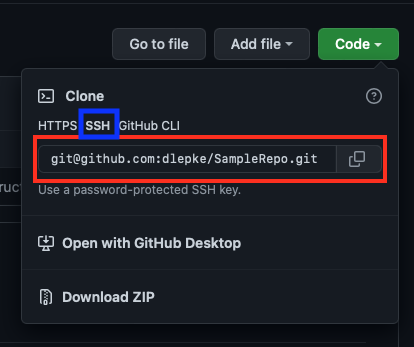 Go to file Add file Code
Clone
HTTPS SSH GitHub CLI
git@github.com:dlepke/SampleRepo.git
ruct Use a password-protected SSH key.
Open with GitHub Desktop
Download ZIP